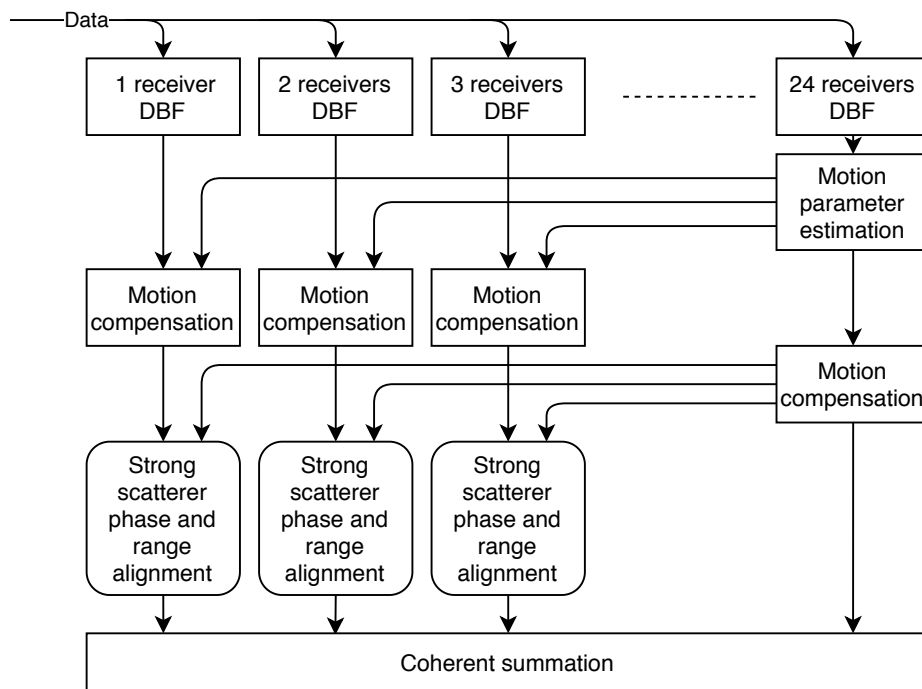 Data
1 receiver
DBF
2 receivers
DBF
3 receivers
DBF
24 receivers
DBF
Motion
parameter
estimation
Motion
compensation
Motion
compensation
Motion
compensation
Motion
compensation
Strong
scatterer
phase and
range
alignment
Strong
scatterer
phase and
range
alignment
Strong
scatterer
phase and
range
alignment
Coherent summation